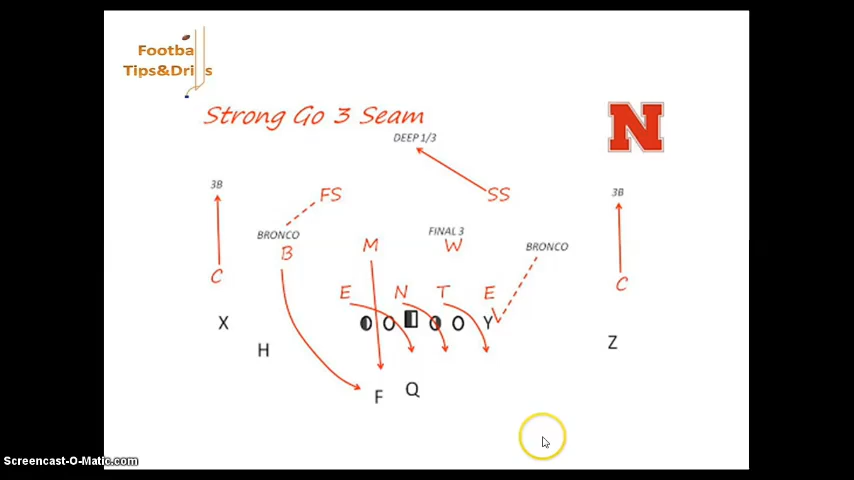 Footba
Tips&Dri s
Strong Go 3 Seam
N
DEEP 1/3
3B
3B
FS
SS
BRONCO
B
M
FINAL 3
W
BRONCO
C
C
E
N
T
E
X
O
O
Y
H
Z
F
Q
Screencast-O-Matic.com